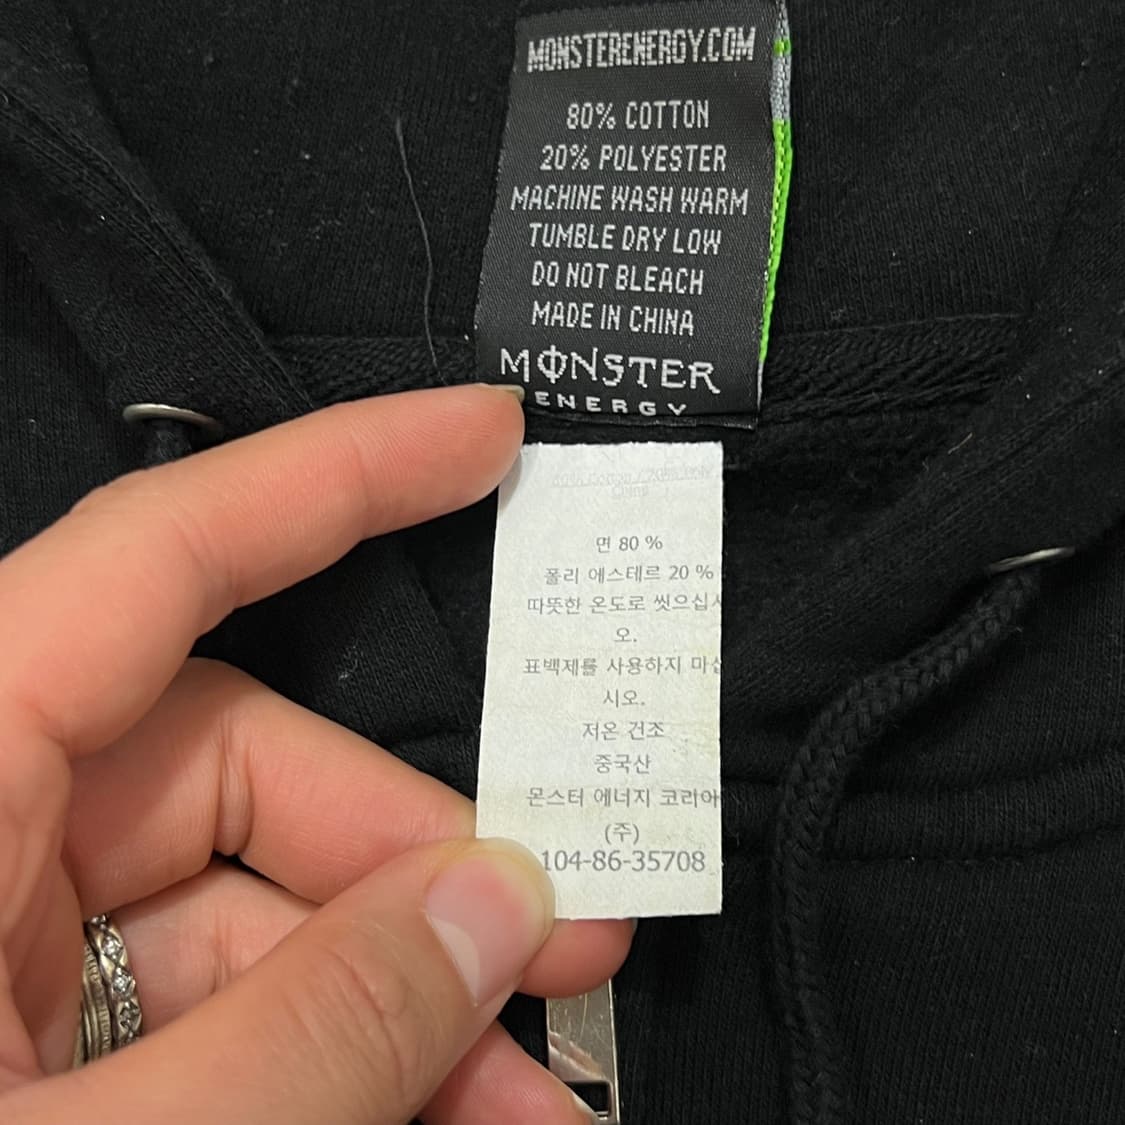 MONSTERENERGY.COM
80% COTTON
20% POLYESTER
MACHINE WASH WARM
TUMBLE DRY LOW
DO NOT BLEACH
MADE IN CHINA
MONSTER
ENERGY
China
면 80 %
폴리 에스테르 20 %
따뜻한 온도로 씻으십시
오.
표백제를 사용하지 마십
시오.
저온 건조
중국산
몬스터 에너지 코리아
(주)
104-86-35708